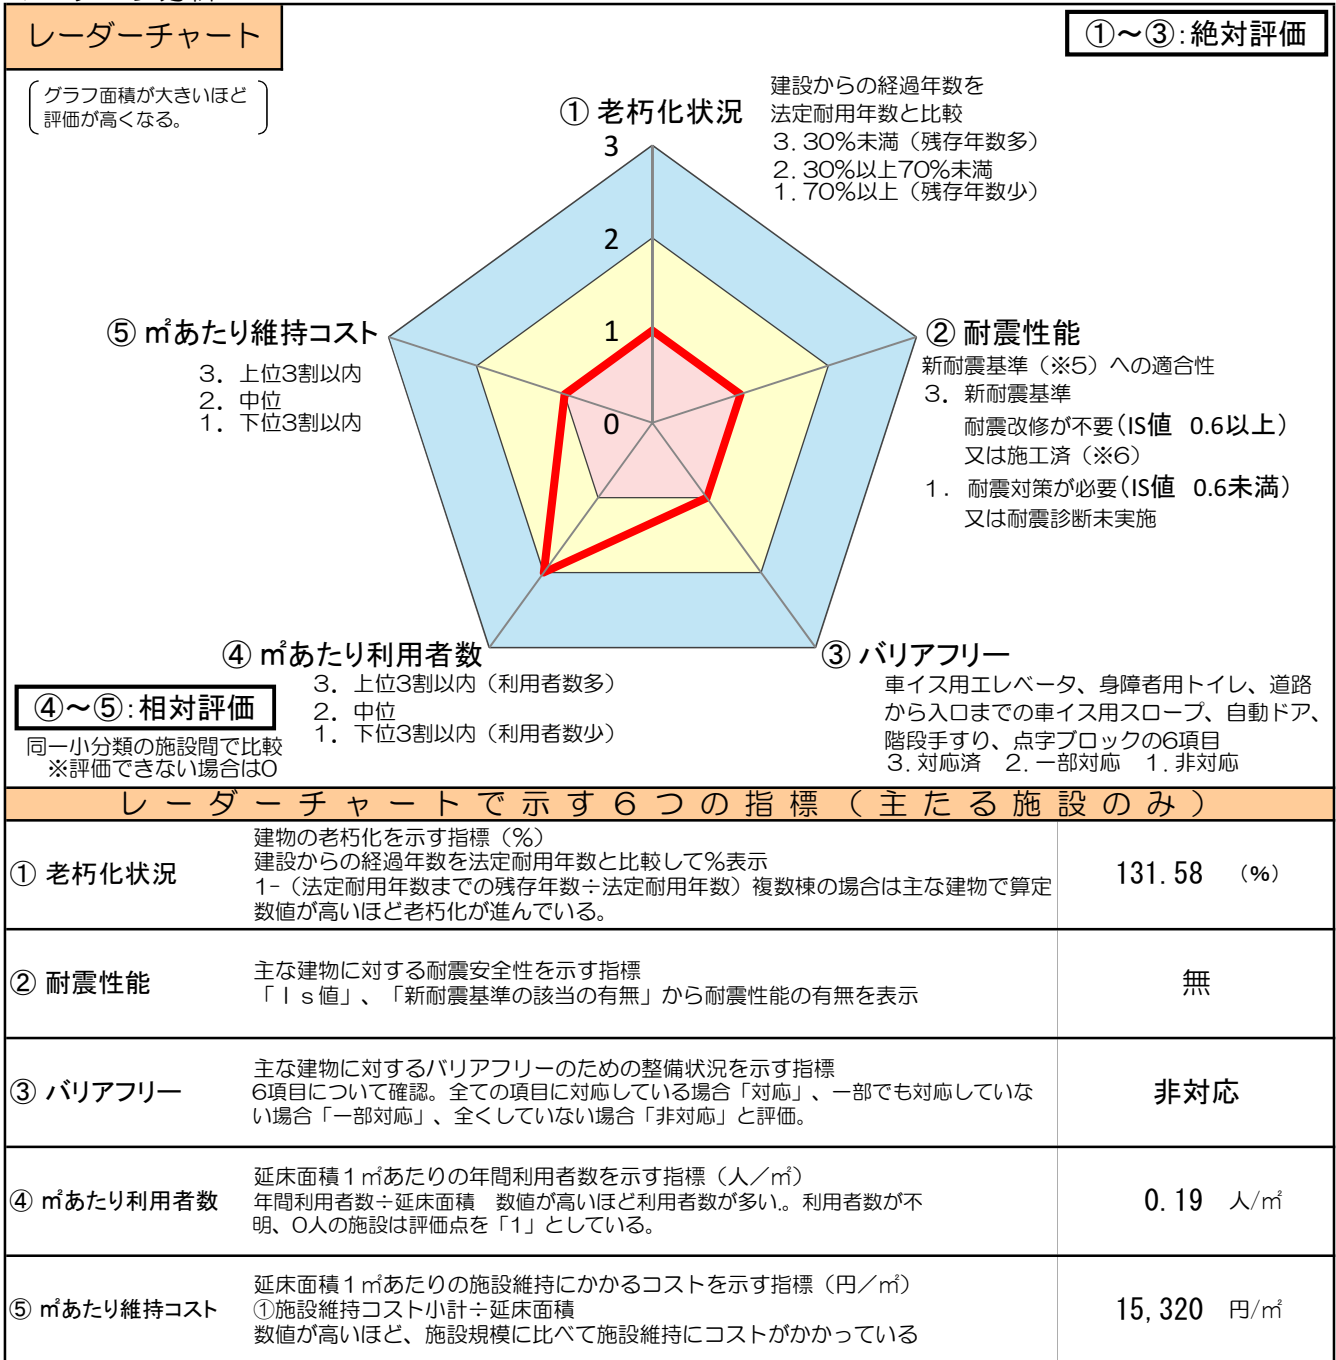 レーダーチャート
①～③:絶対評価
グラフ面積が大きいほど
評価が高くなる。
① 老朽化状況
建設からの経過年数を
法定耐用年数と比較
3．30%未満（残存年数多）
2．30%以上70%未満
1．70%以上（残存年数少）
3
2
1
0
⑤ ㎡あたり維持コスト
3．上位3割以内
2．中位
1．下位3割以内
② 耐震性能
新耐震基準（※5）への適合性
3．新耐震基準
耐震改修が不要(IS値 0.6以上)
又は施工済（※6）
1．耐震対策が必要(IS値 0.6未満)
又は耐震診断未実施
④ ㎡あたり利用者数
3．上位3割以内（利用者数多）
2．中位
1．下位3割以内（利用者数少）
④～⑤:相対評価
同一小分類の施設間で比較
※評価できない場合は0
③ バリアフリー
車イス用エレベータ、身障者用トイレ、道路
から入口までの車イス用スロープ、自動ドア、
階段手すり、点字ブロックの6項目
3．対応済 2．一部対応 1．非対応
レーダーチャートで示す６つの指標（主たる施設のみ）
① 老朽化状況
建物の老朽化を示す指標（%）
建設からの経過年数を法定耐用年数と比較して%表示
1-（法定耐用年数までの残存年数÷法定耐用年数）複数棟の場合は主な建物で算定
数値が高いほど老朽化が進んでいる。
131.58 （%）
② 耐震性能
主な建物に対する耐震安全性を示す指標
「Ｉｓ値」、「新耐震基準の該当の有無」から耐震性能の有無を表示
無
③ バリアフリー
主な建物に対するバリアフリーのための整備状況を示す指標
6項目について確認。全ての項目に対応している場合「対応」、一部でも対応していな
い場合「一部対応」、全くしていない場合「非対応」と評価。
非対応
④ ㎡あたり利用者数
延床面積１㎡あたりの年間利用者数を示す指標（人／㎡）
年間利用者数÷延床面積 数値が高いほど利用者数が多い。利用者数が不
明、0人の施設は評価点を「1」としている。
0.19 人/㎡
⑤ ㎡あたり維持コスト
延床面積１㎡あたりの施設維持にかかるコストを示す指標（円／㎡）
①施設維持コスト小計÷延床面積
数値が高いほど、施設規模に比べて施設維持にコストがかかっている
15,320 円/㎡